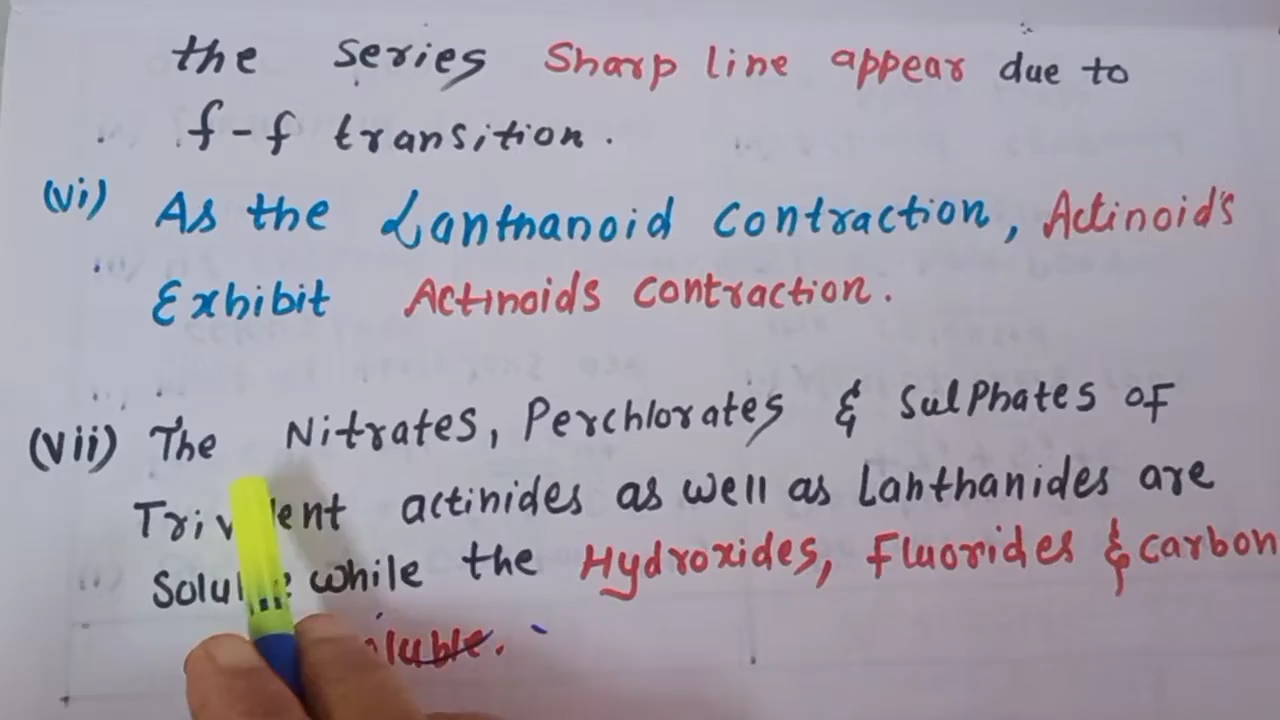 the series Sharp line appear due to
f-f transition.
(vi) As the Lanthanoid contraction, Actinoid's
Exhibit Actinoids contraction.
(vii) The Nitrates, Perchlorates & Sulphates of
actinides as well as Lanthanides are
while the Hydroxides, Fluorides & carbon